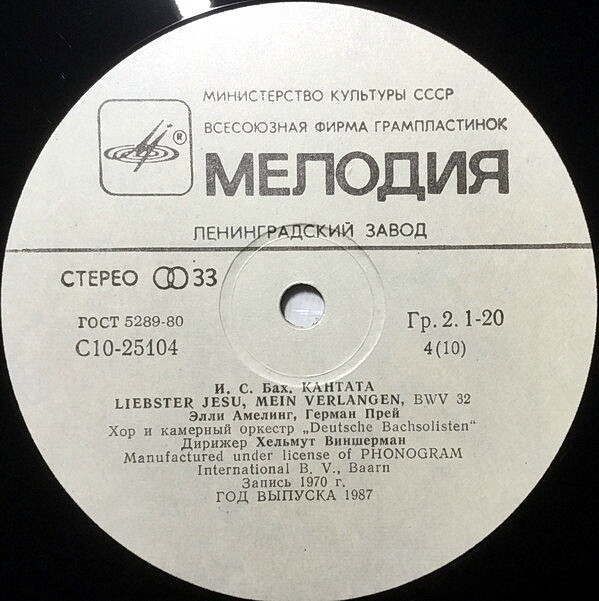 МИНИСТЕРСТВО КУЛЬТУРЫ СССР
ВСЕСОЮЗНАЯ ФИРМА ГРАМПЛАСТИНОК
®
МЕЛОДИЯ
ЛЕНИНГРАДСКИЙ ЗАВОД
СТЕРЕО 33
ГОСТ 5289-80 Гр. 2. 1-20
С10-25104 4(10)
И. С. Бах. КАНТАТА
LIEBSTER JESU, MEIN VERLANGEN, BWV 32
Элли Амелинг, Герман Прей
Хор и камерный оркестр „Deutsche Bachsolisten“
Дирижер Хельмут Виншерман
Manufactured under license of PHONOGRAM
International B. V., Baarn
Запись 1970 г.
ГОД ВЫПУСКА 1987